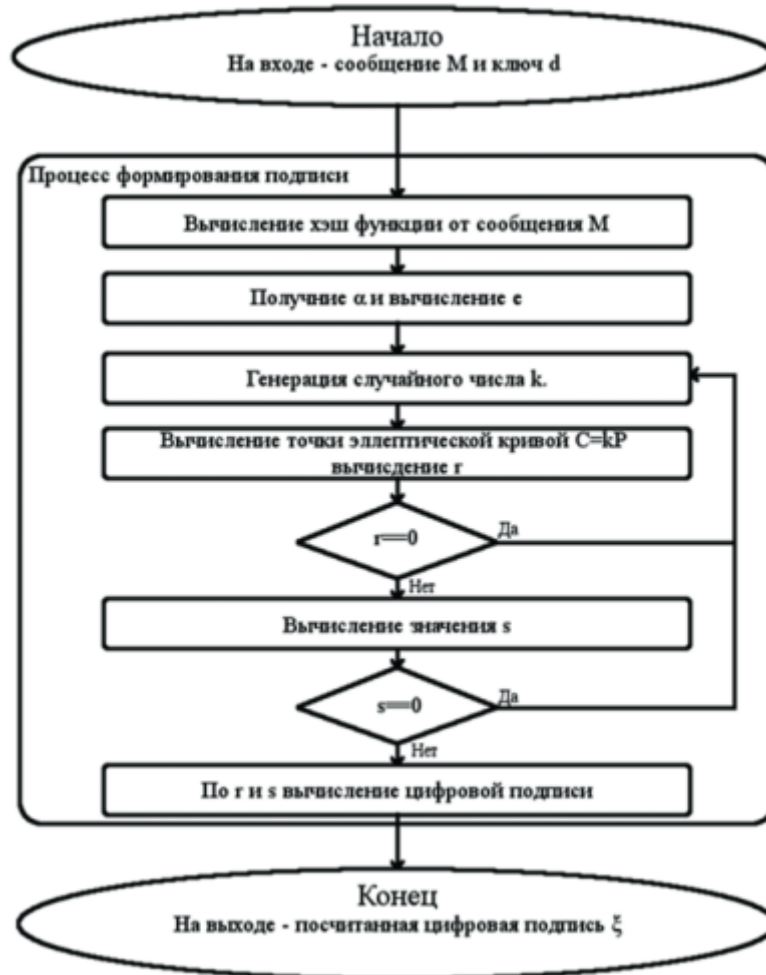 Начало
На входе - сообщение M и ключ d
Процесс формирования подписи
Вычисление хэш функции от сообщения M
Получние α и вычисление e
Генерация случайного числа k.
Вычисление точки эллептической кривой C=kP
вычисдение r
r==0
Да
Нет
Вычисление значения s
s==0
Да
Нет
По r и s вычисление цифровой подписи
Конец
На выходе - посчитанная цифровая подпись ξ